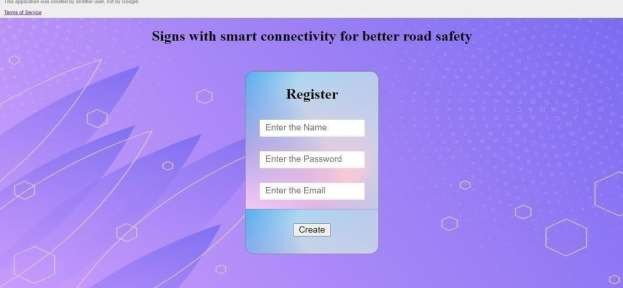 This application was created by another user, not by Google.
Terms of Service
Signs with smart connectivity for better road safety
Register
Enter the Name
Enter the Password
Enter the Email
Create